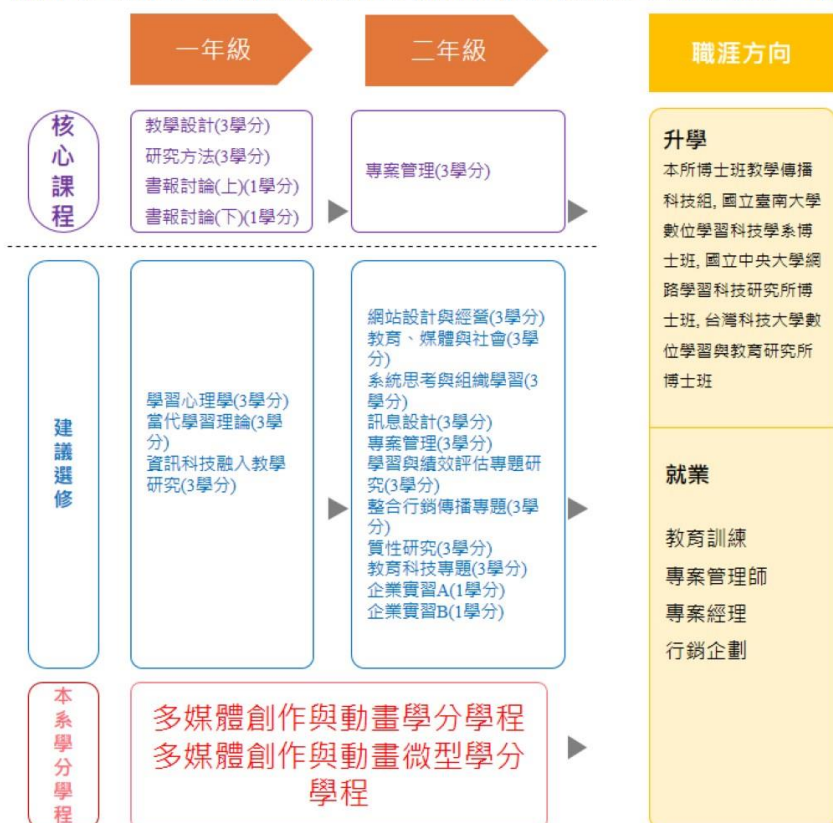 一年級
二年級
職涯方向
核
心
課
程
教學設計(3學分)
研究方法(3學分)
書報討論(上)(1學分)
書報討論(下)(1學分)
專案管理(3學分)
升學
本所博士班教學傳播
科技組, 國立臺南大學
數位學習科技學系博
士班, 國立中央大學網
路學習科技研究所博
士班, 台灣科技大學數
位學習與教育研究所
博士班
建
議
選
修
學習心理學(3學分)
當代學習理論(3學
分)
資訊科技融入教學
研究(3學分)
網站設計與經營(3學分)
教育、媒體與社會(3學
分)
系統思考與組織學習(3
學分)
訊息設計(3學分)
專案管理(3學分)
學習與績效評估專題研
究(3學分)
整合行銷傳播專題(3學
分)
質性研究(3學分)
教育科技專題(3學分)
企業實習A(1學分)
企業實習B(1學分)
就業
教育訓練
專案管理師
專案經理
行銷企劃
本
系
學
分
學
程
多媒體創作與動畫學分學程
多媒體創作與動畫微型學分
學程